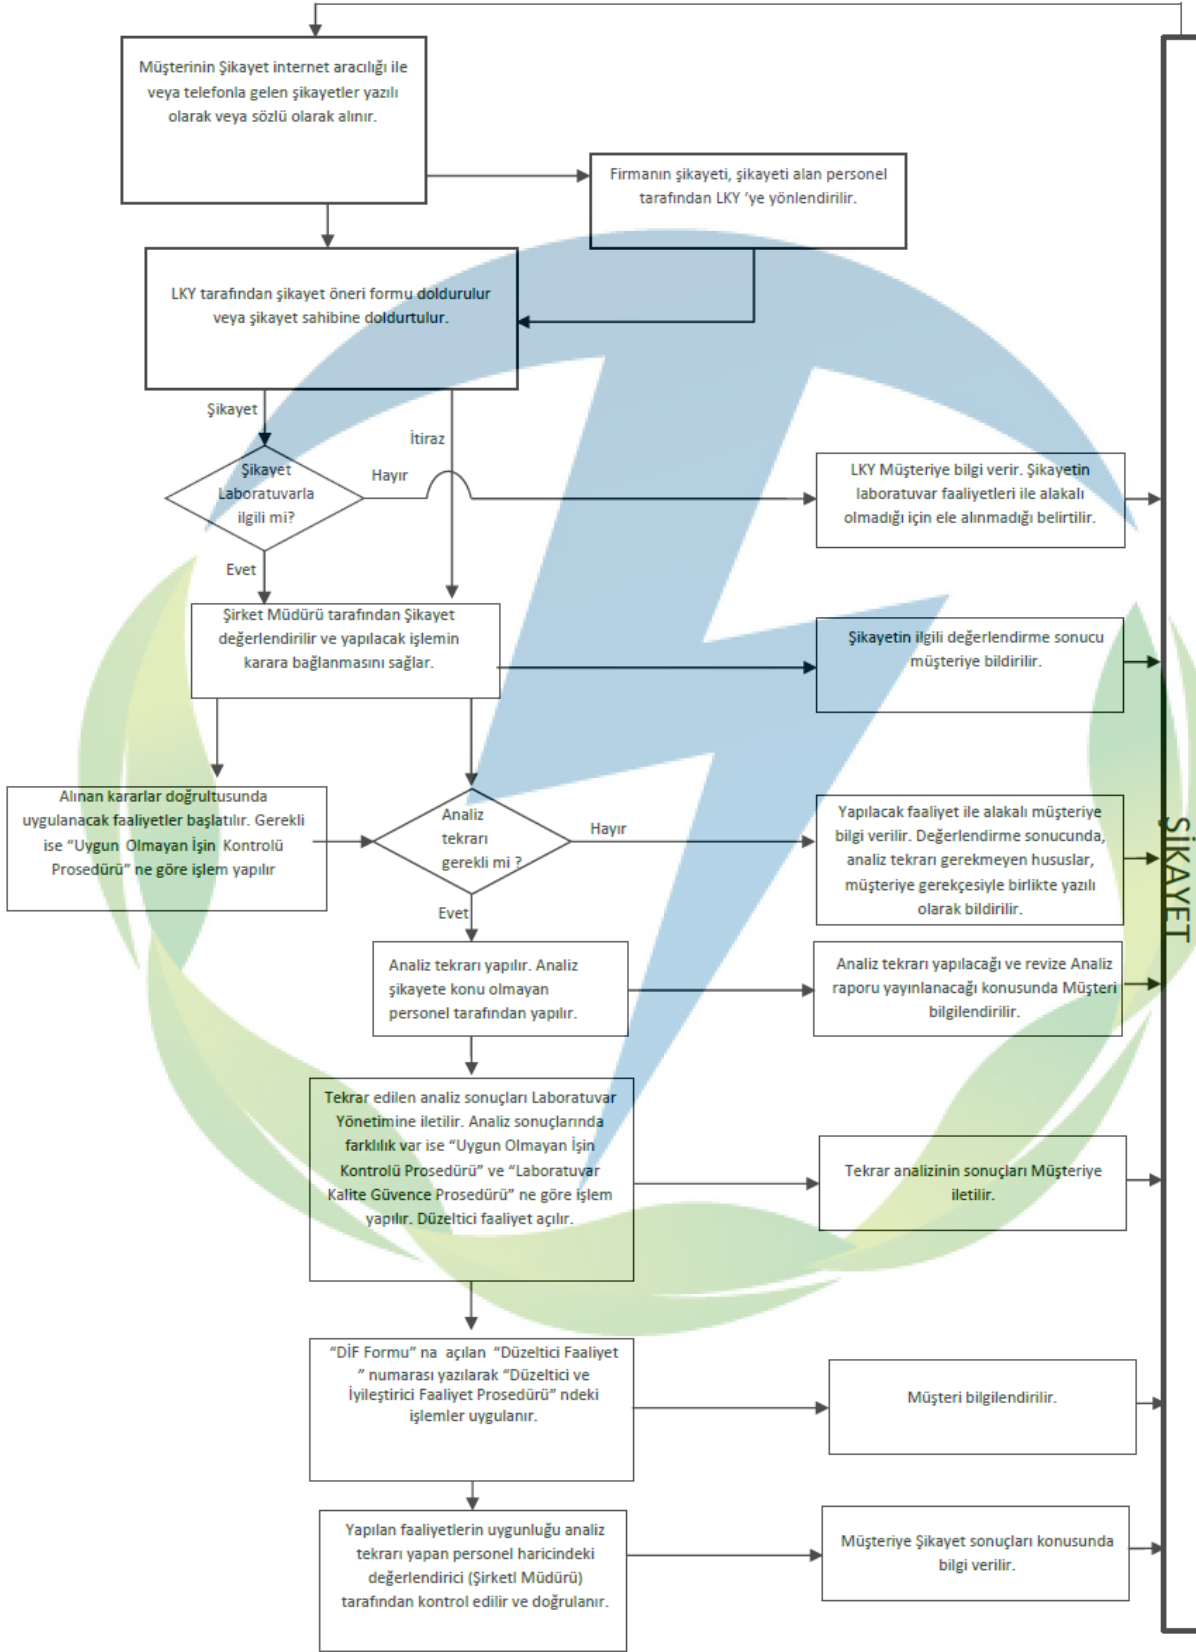 Müşterinin Şikayet internet aracılığı ile
veya telefonla gelen şikayetler yazılı
olarak veya sözlü olarak alınır.
Firmanın şikayeti, şikayeti alan personel
tarafından LKY ’ye yönlendirilir.
LKY tarafından şikayet öneri formu doldurulur
veya şikayet sahibine doldurtulur.
Şikayet
İtiraz
Şikayet
Laboratuvarla
ilgili mi?
Hayır
LKY Müşteriye bilgi verir. Şikayetin
laboratuvar faaliyetleri ile alakalı
olmadığı için ele alınmadığı belirtilir.
Evet
Şirket Müdürü tarafından Şikayet
değerlendirilir ve yapılacak işlemin
karara bağlanmasını sağlar.
Şikayetin ilgili değerlendirme sonucu
müşteriye bildirilir.
Alınan kararlar doğrultusunda
uygulanacak faaliyetler başlatılır. Gerekli
ise “Uygun Olmayan İşin Kontrolü
Prosedürü” ne göre işlem yapılır
Analiz
tekrarı
gerekli mi ?
Hayır
Yapılacak faaliyet ile alakalı müşteriye
bilgi verilir. Değerlendirme sonucunda,
analiz tekrarı gerekmeyen hususlar,
müşteriye gerekçesiyle birlikte yazılı
olarak bildirilir.
ŞİKAYET
Evet
Analiz tekrarı yapılır. Analiz
şikayete konu olmayan
personel tarafından yapılır.
Analiz tekrarı yapılacağı ve revize Analiz
raporu yayınlanacağı konusunda Müşteri
bilgilendirilir.
Tekrar edilen analiz sonuçları Laboratuvar
Yönetimine iletilir. Analiz sonuçlarında
farklılık var ise “Uygun Olmayan İşin
Kontrolü Prosedürü” ve “Laboratuvar
Kalite Güvence Prosedürü” ne göre işlem
yapılır. Düzeltici faaliyet açılır.
Tekrar analizinin sonuçları Müşteriye
iletilir.
“DİF Formu” na açılan “Düzeltici Faaliyet
” numarası yazılarak “Düzeltici ve
İyileştirici Faaliyet Prosedürü” ndeki
işlemler uygulanır.
Müşteri bilgilendirilir.
Yapılan faaliyetlerin uygunluğu analiz
tekrarı yapan personel haricindeki
değerlendirici (Şirketl Müdürü)
tarafından kontrol edilir ve doğrulanır.
Müşteriye Şikayet sonuçları konusunda
bilgi verilir.